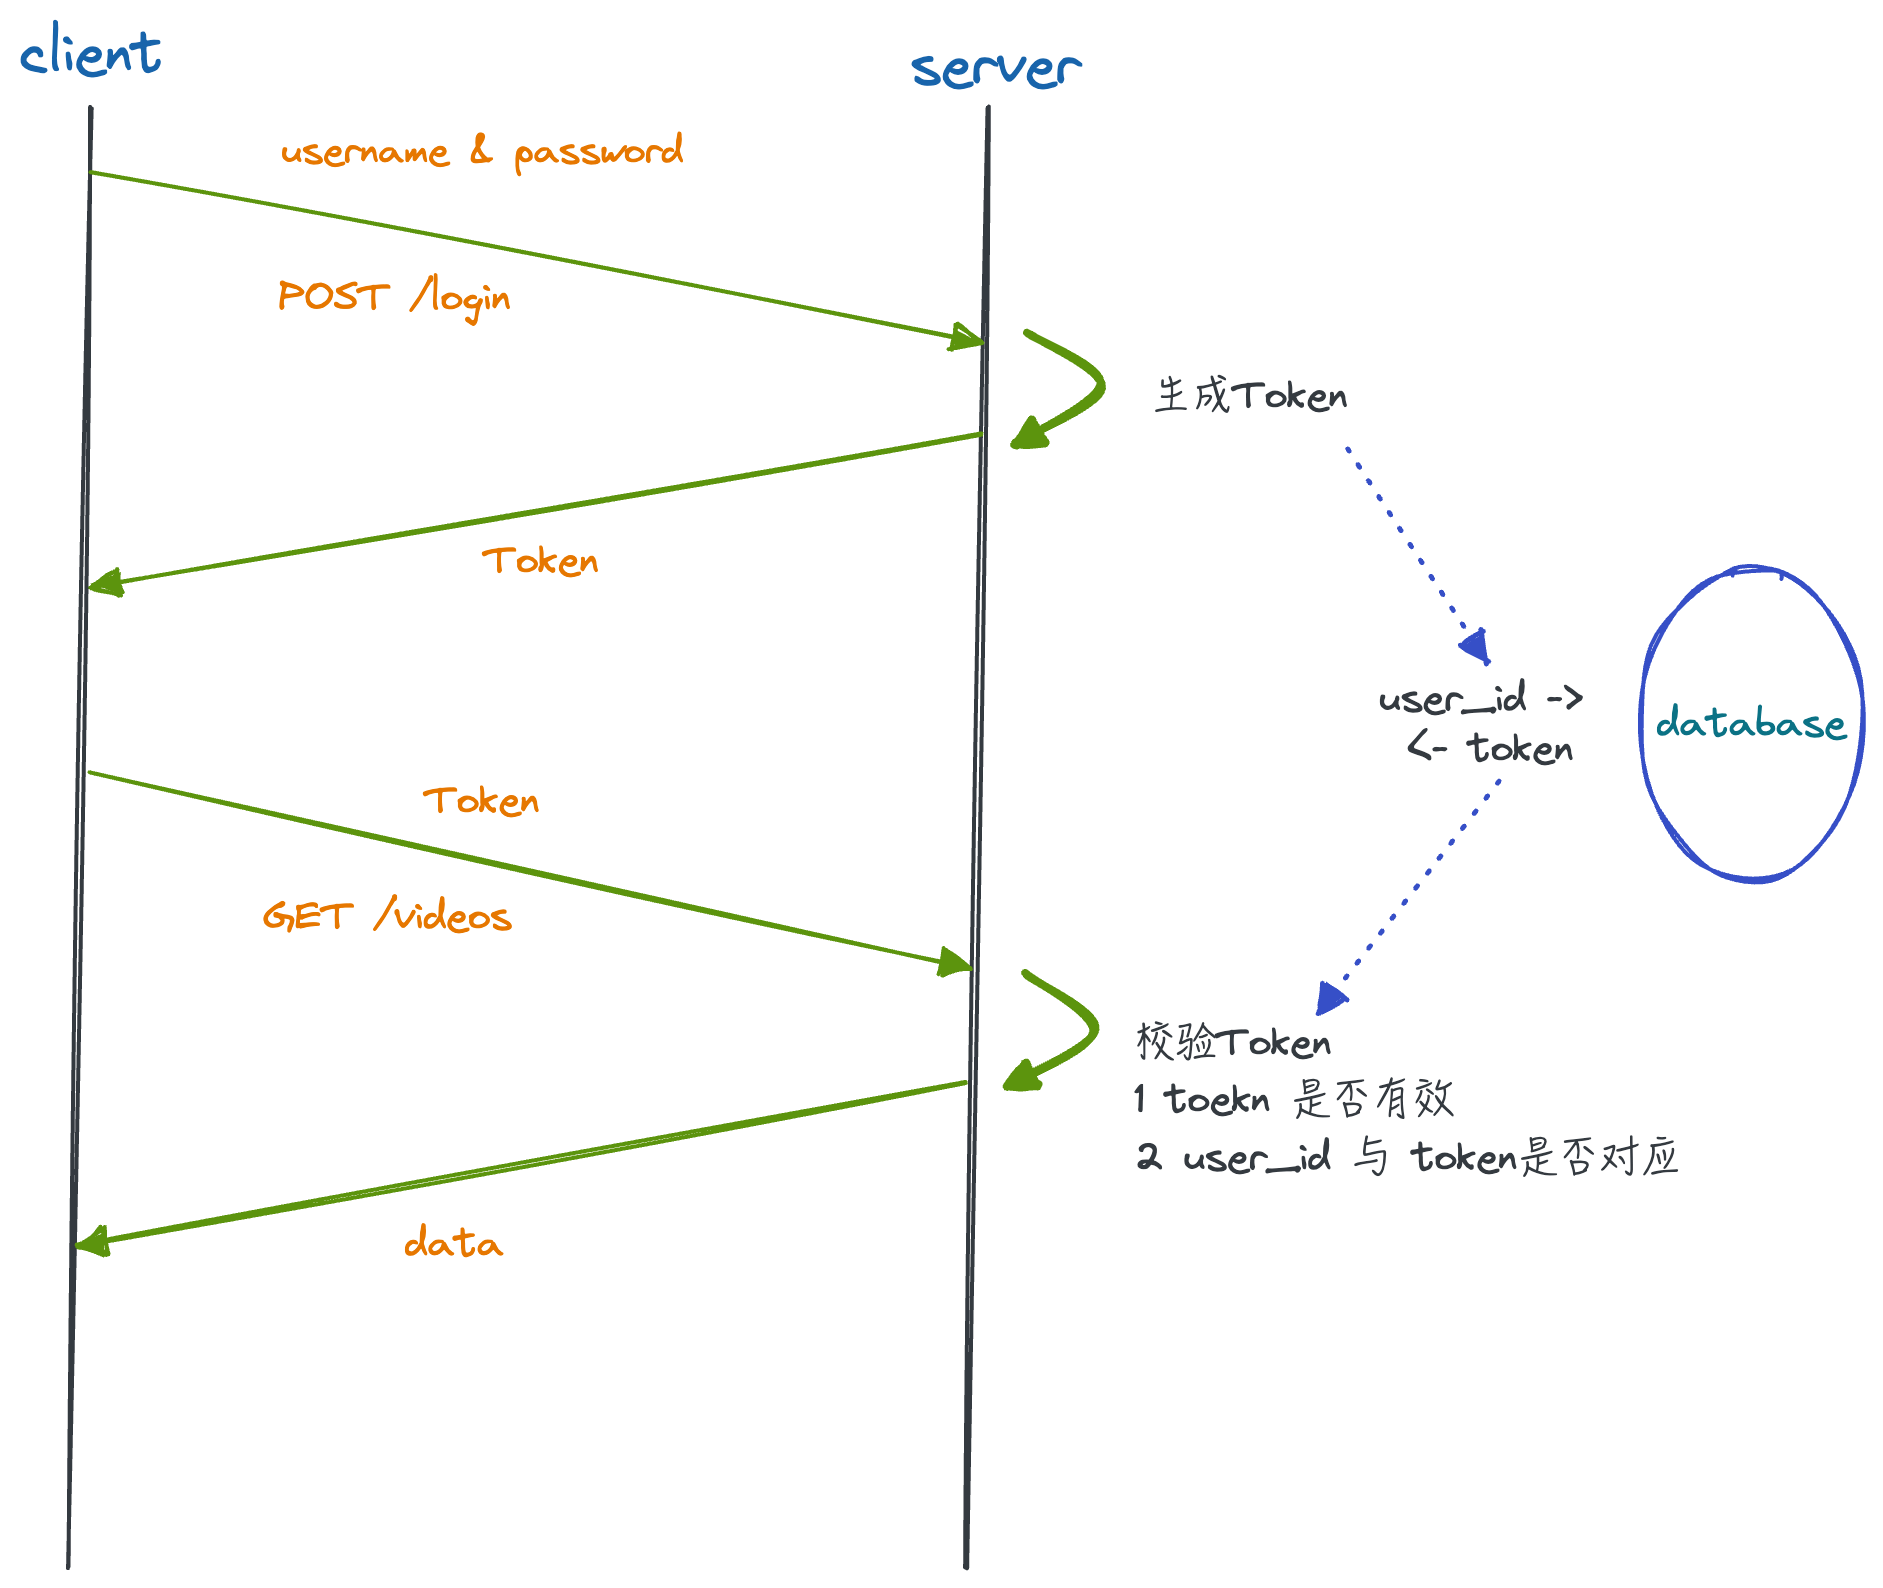 client
server
username & password
POST /login
生成Token
Token
user_id ->
<- token
database
Token
GET /videos
校验Token
1 toekn 是否有效
2 user_id 与 token是否对应
data